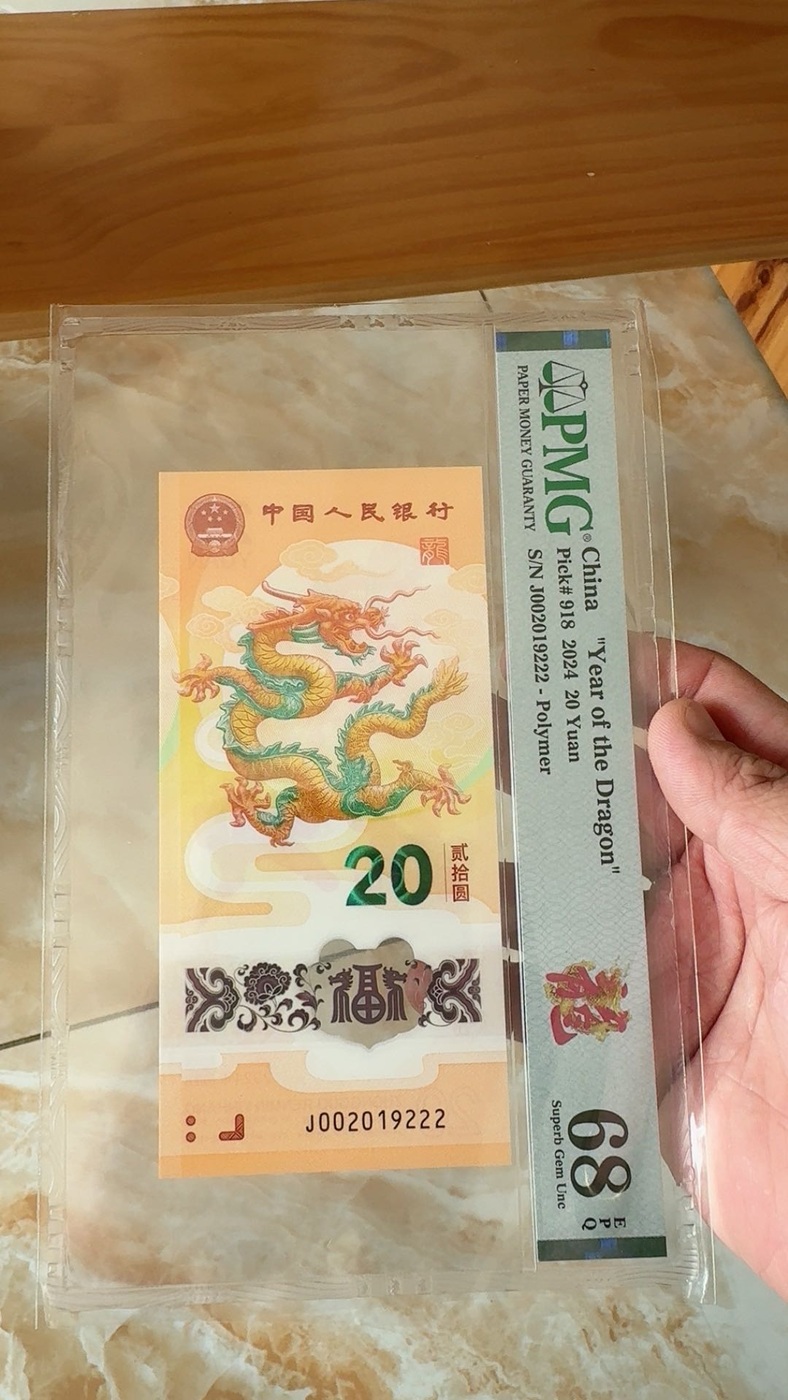 中国人民银行
龍
20
贰拾圆
福
J002019222
PMG®
PAPER MONEY GUARANTY
China "Year of the Dragon"
Pick# 918 2024 20 Yuan
S/N J002019222 - Polymer
龍
68
EPQ
Superb Gem Unc